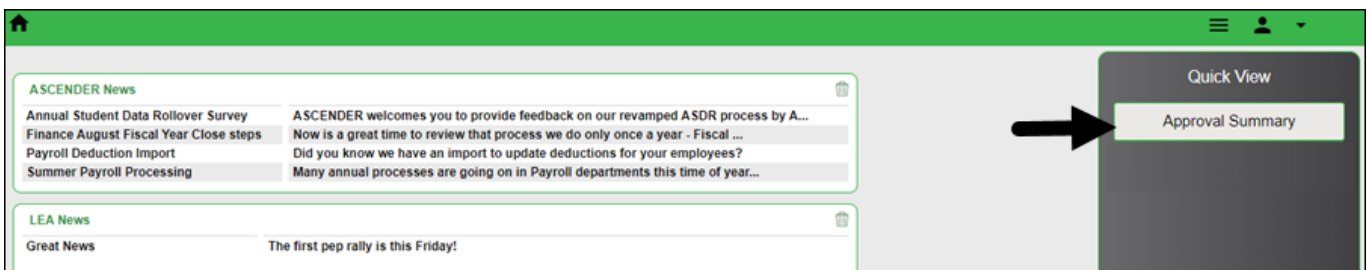 ASCENDER News
Annual Student Data Rollover Survey ASCENDER welcomes you to provide feedback on our revamped ASDR process by A...
Finance August Fiscal Year Close steps Now is a great time to review that process we do only once a year - Fiscal ...
Payroll Deduction Import Did you know we have an import to update deductions for your employees?
Summer Payroll Processing Many annual processes are going on in Payroll departments this time of year...
LEA News
Great News The first pep rally is this Friday!
Quick View
Approval Summary